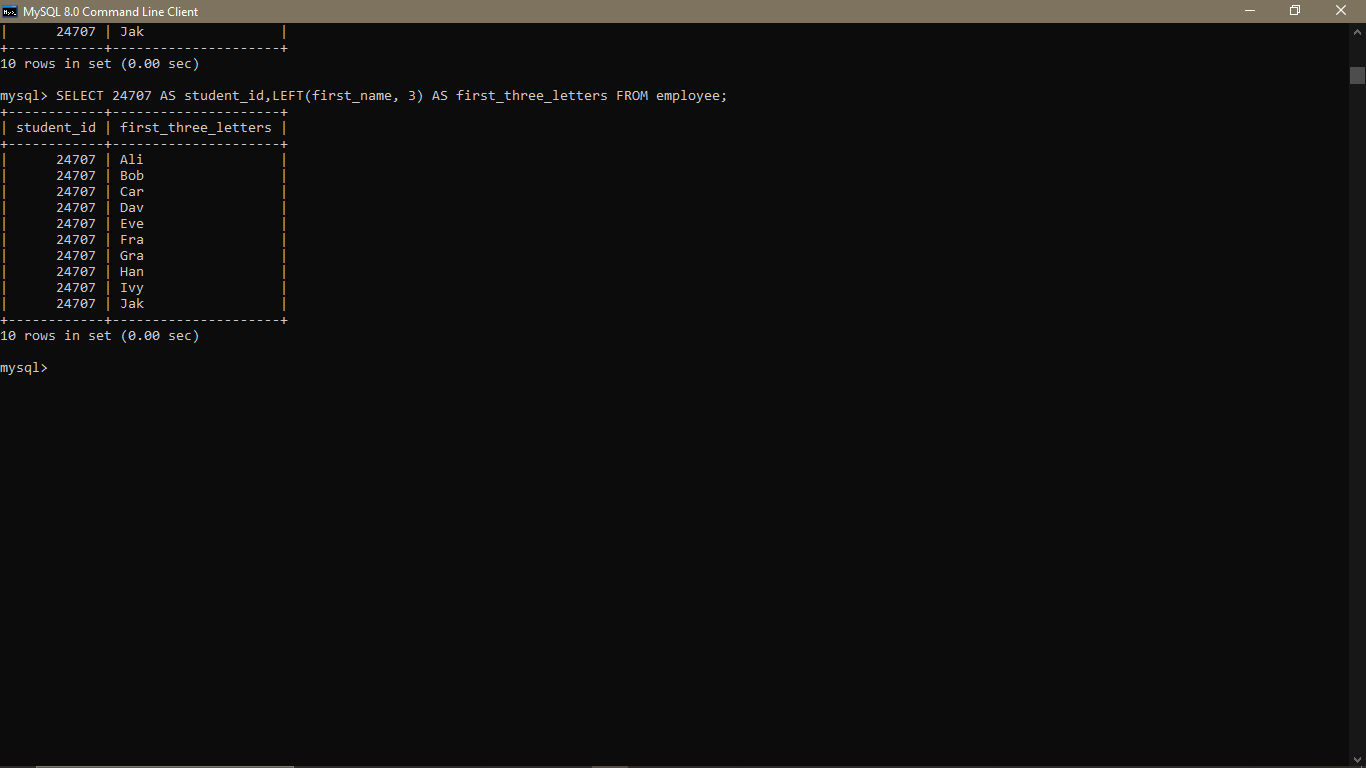 MySQL 8.0 Command Line Client
|      24707 | Jak                 |
+------------+---------------------+
10 rows in set (0.00 sec)
mysql> SELECT 24707 AS student_id,LEFT(first_name, 3) AS first_three_letters FROM employee;
+------------+---------------------+
| student_id | first_three_letters |
+------------+---------------------+
|      24707 | Ali                 |
|      24707 | Bob                 |
|      24707 | Car                 |
|      24707 | Dav                 |
|      24707 | Eve                 |
|      24707 | Fra                 |
|      24707 | Gra                 |
|      24707 | Han                 |
|      24707 | Ivy                 |
|      24707 | Jak                 |
+------------+---------------------+
10 rows in set (0.00 sec)
mysql>